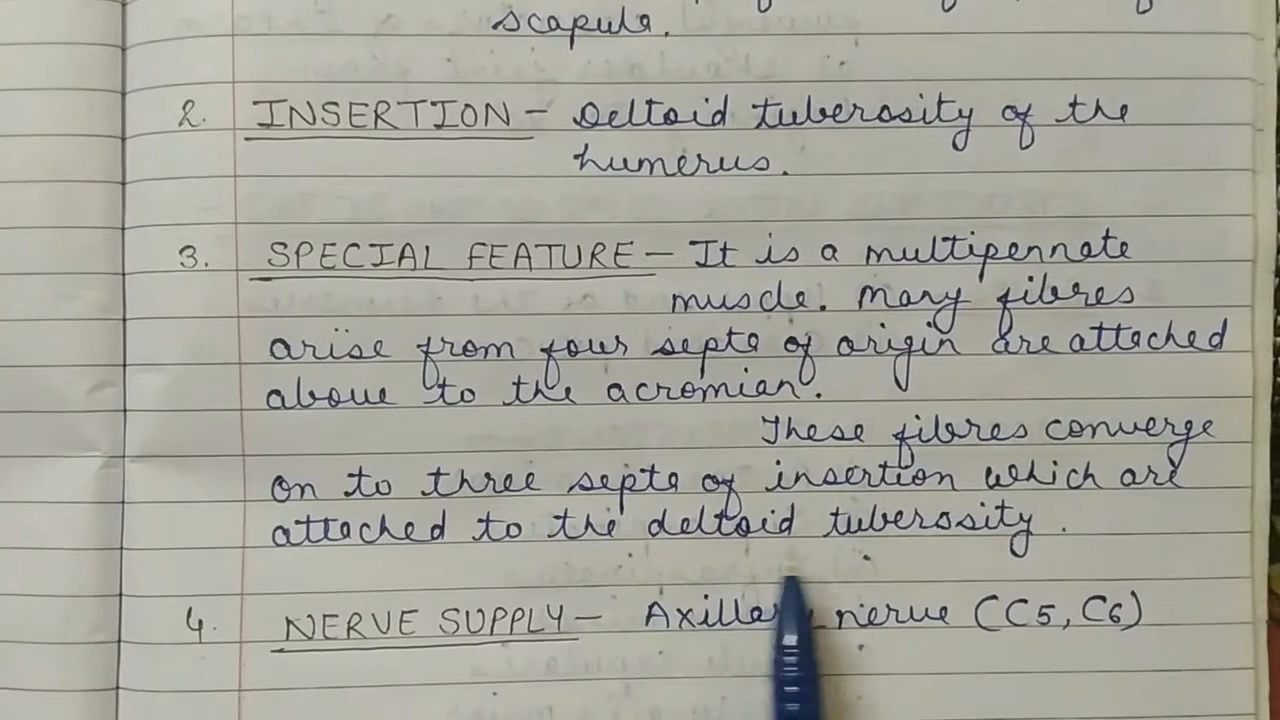 scapula.
2. INSERTION - Deltoid tuberosity of the
humerus.
3. SPECIAL FEATURE - It is a multipennate
muscle. Many fibres
arise from four septa of origin are attached
above to the acromian.
These fibres converge
on to three septa of insertion which are
attached to the deltoid tuberosity.
4. NERVE SUPPLY - Axillary nerve (C5, C6)